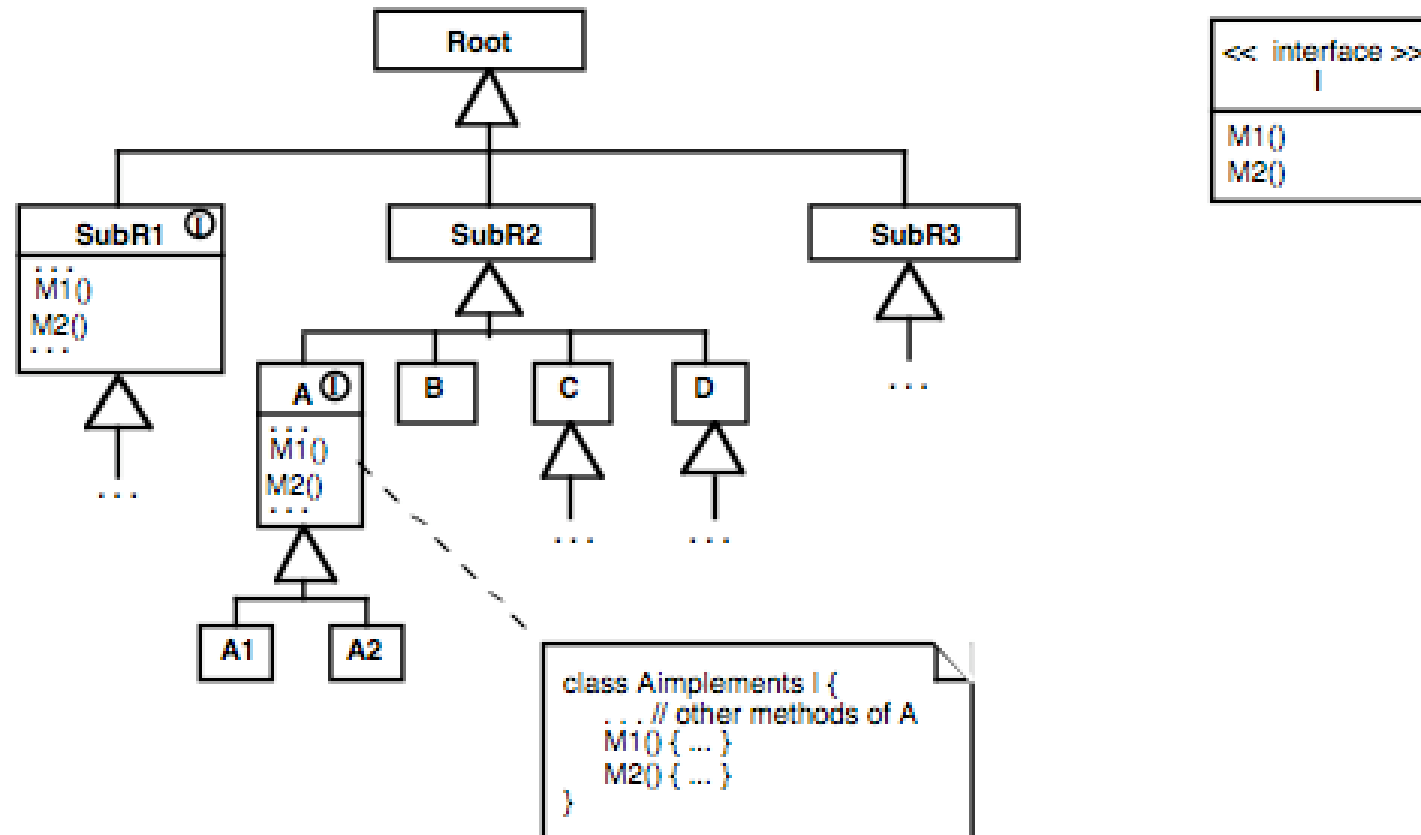 Root
<< interface >>
I
M1()
M2()
SubR1 I
. . .
M1()
M2()
. . .
SubR2
SubR3
. . .
A I
. . .
M1()
M2()
. . .
B
C
D
. . .
. . .
. . .
A1
A2
class Aimplements I {
. . . // other methods of A
M1() { ... }
M2() { ... }
}